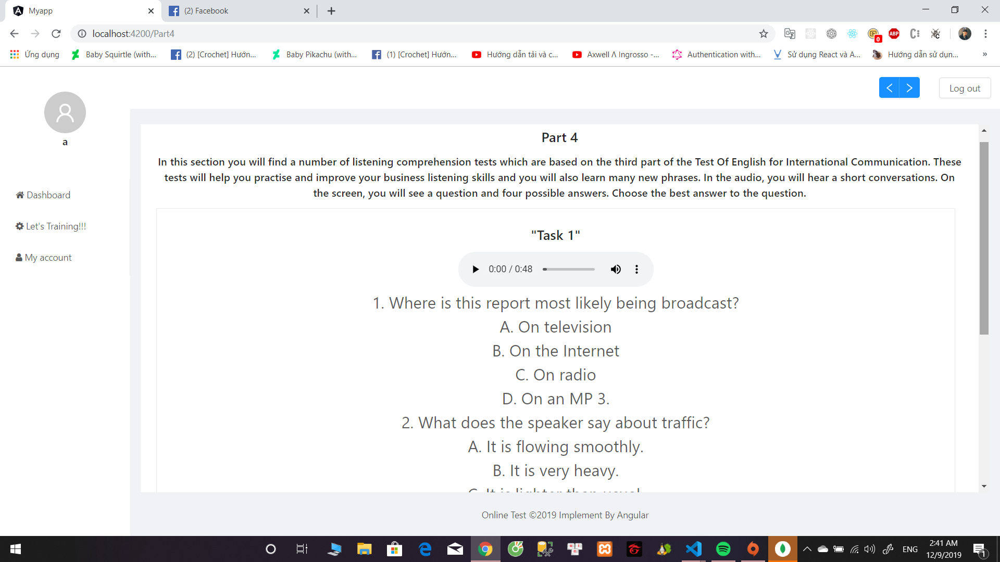 Myapp
(2) Facebook
localhost:4200/Part4
0
ABP
Ứng dụng
Baby Squirtle (with...
(2) [Crochet] Hướn...
Baby Pikachu (with...
(1) [Crochet] Hướn...
Hướng dẫn tải và c...
Axwell Λ Ingrosso -...
Authentication with...
Sử dụng React và A...
Hướng dẫn sử dụn...
»
Log out
a
Dashboard
Let's Training!!!
My account
Part 4
In this section you will find a number of listening comprehension tests which are based on the third part of the Test Of English for International Communication. These
tests will help you practise and improve your business listening skills and you will also learn many new phrases. In the audio, you will hear a short conversations. On
the screen, you will see a question and four possible answers. Choose the best answer to the question.
"Task 1"
0:00 / 0:48
1. Where is this report most likely being broadcast?
A. On television
B. On the Internet
C. On radio
D. On an MP 3.
2. What does the speaker say about traffic?
A. It is flowing smoothly.
B. It is very heavy.
C. It is lighter than usual
Online Test ©2019 Implement By Angular
ENG
2:41 AM
12/9/2019
1